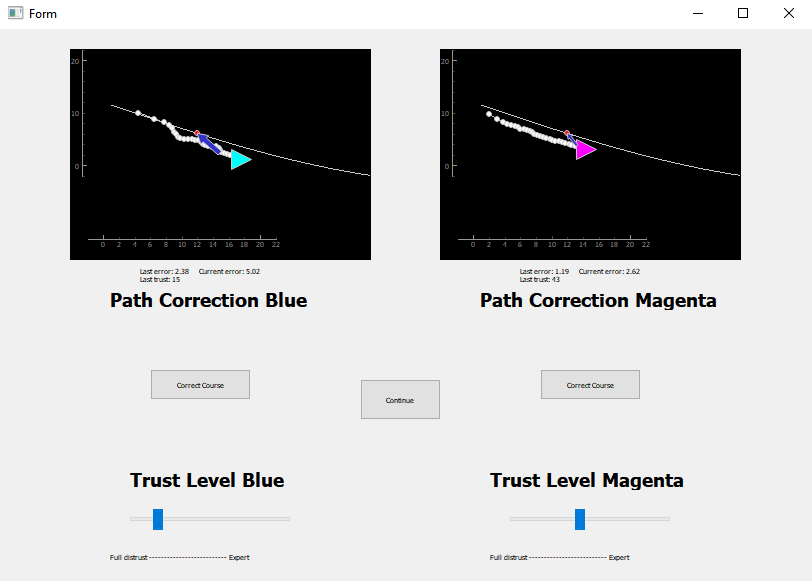 Form
20
10
0
0 2 4 6 8 10 12 14 16 18 20 22
20
10
0
0 2 4 6 8 10 12 14 16 18 20 22
Last error: 2.38 Current error: 5.02
Last trust: 15
Last error: 1.19 Current error: 2.62
Last trust: 43
Path Correction Blue
Path Correction Magenta
Correct Course
Correct Course
Continue
Trust Level Blue
Trust Level Magenta
Full distrust --------------------------- Expert
Full distrust --------------------------- Expert